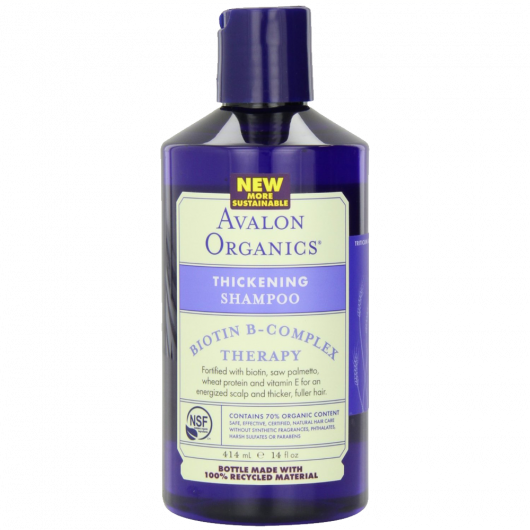 NEW
MORE
SUSTAINABLE
AVALON
ORGANICS®
THICKENING
SHAMPOO
BIOTIN B-COMPLEX
THERAPY
Fortified with biotin, saw palmetto,
wheat protein and vitamin E for an
energized scalp and thicker, fuller hair.
NSF
CONTAINS 70% ORGANIC CONTENT
SAFE, EFFECTIVE, CERTIFIED, NATURAL HAIR CARE
WITHOUT SYNTHETIC FRAGRANCES, PHTHALATES,
HARSH SULFATES OR PARABENS
414 mL ℮ 14 fl oz
BOTTLE MADE WITH
100% RECYCLED MATERIAL